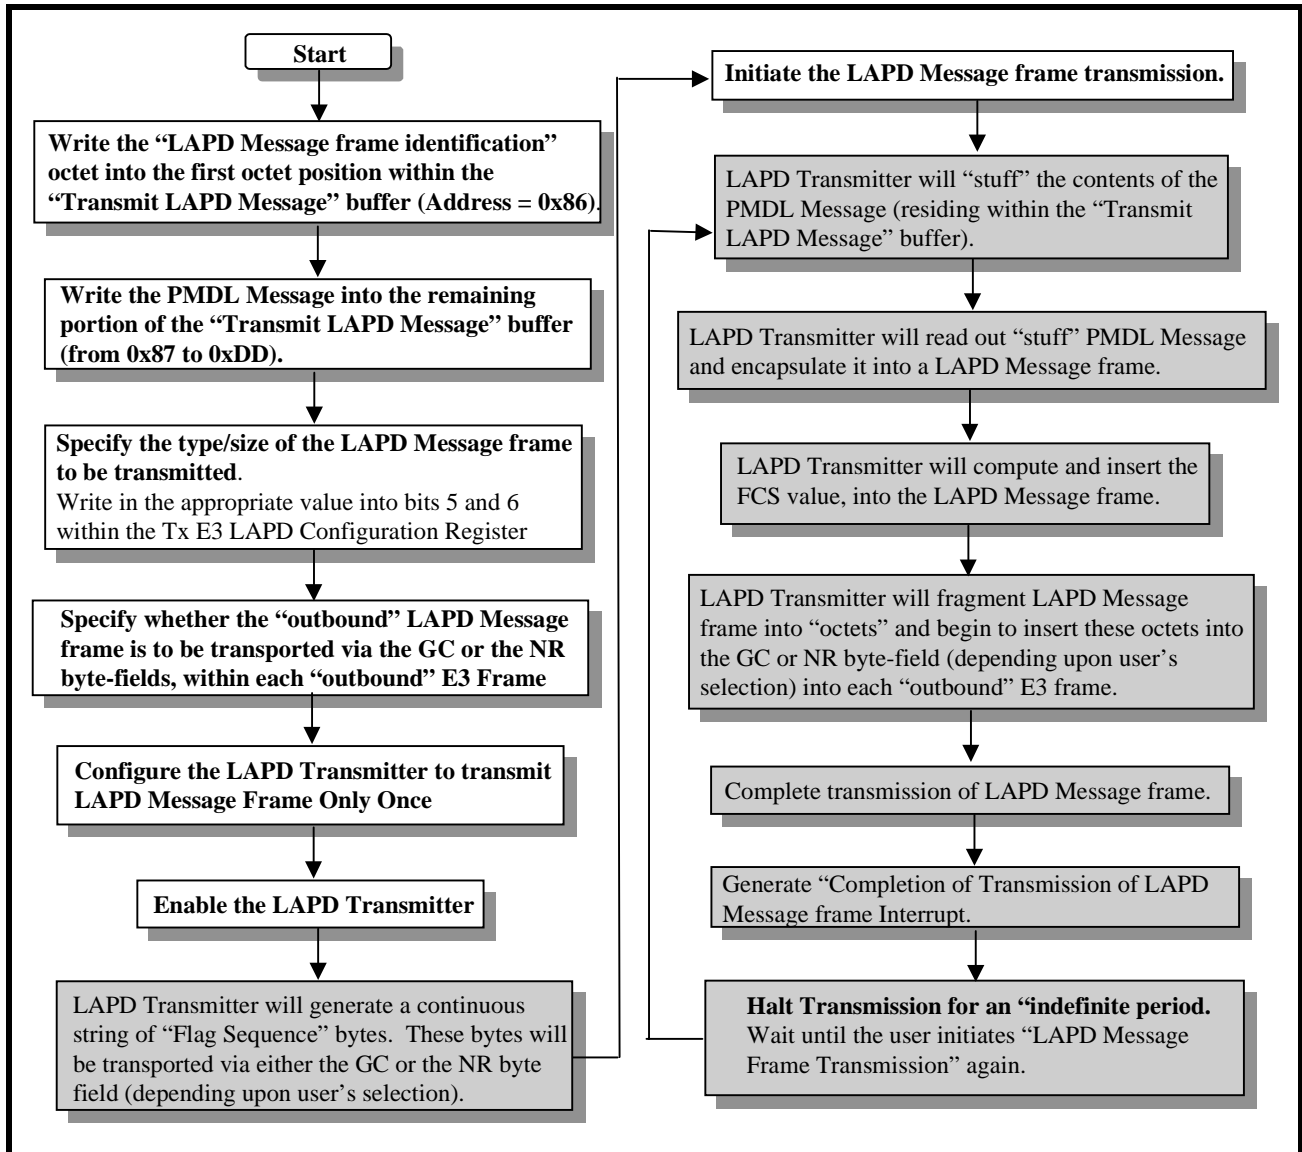 Start
Write the “LAPD Message frame identification”
octet into the first octet position within the
“Transmit LAPD Message” buffer (Address = 0x86).
Write the PMDL Message into the remaining
portion of the “Transmit LAPD Message” buffer
(from 0x87 to 0xDD).
Specify the type/size of the LAPD Message frame
to be transmitted.
Write in the appropriate value into bits 5 and 6
within the Tx E3 LAPD Configuration Register
Specify whether the “outbound” LAPD Message
frame is to be transported via the GC or the NR
byte-fields, within each “outbound” E3 Frame
Configure the LAPD Transmitter to transmit
LAPD Message Frame Only Once
Enable the LAPD Transmitter
LAPD Transmitter will generate a continuous
string of “Flag Sequence” bytes.  These bytes will
be transported via either the GC or the NR byte
field (depending upon user’s selection).
Initiate the LAPD Message frame transmission.
LAPD Transmitter will “stuff” the contents of the
PMDL Message (residing within the “Transmit
LAPD Message” buffer).
LAPD Transmitter will read out “stuff” PMDL Message
and encapsulate it into a LAPD Message frame.
LAPD Transmitter will compute and insert the
FCS value, into the LAPD Message frame.
LAPD Transmitter will fragment LAPD Message
frame into “octets” and begin to insert these octets into
the GC or NR byte-field (depending upon user’s
selection) into each “outbound” E3 frame.
Complete transmission of LAPD Message frame.
Generate “Completion of Transmission of LAPD
Message frame Interrupt.
Halt Transmission for an “indefinite period.
Wait until the user initiates “LAPD Message
Frame Transmission” again.